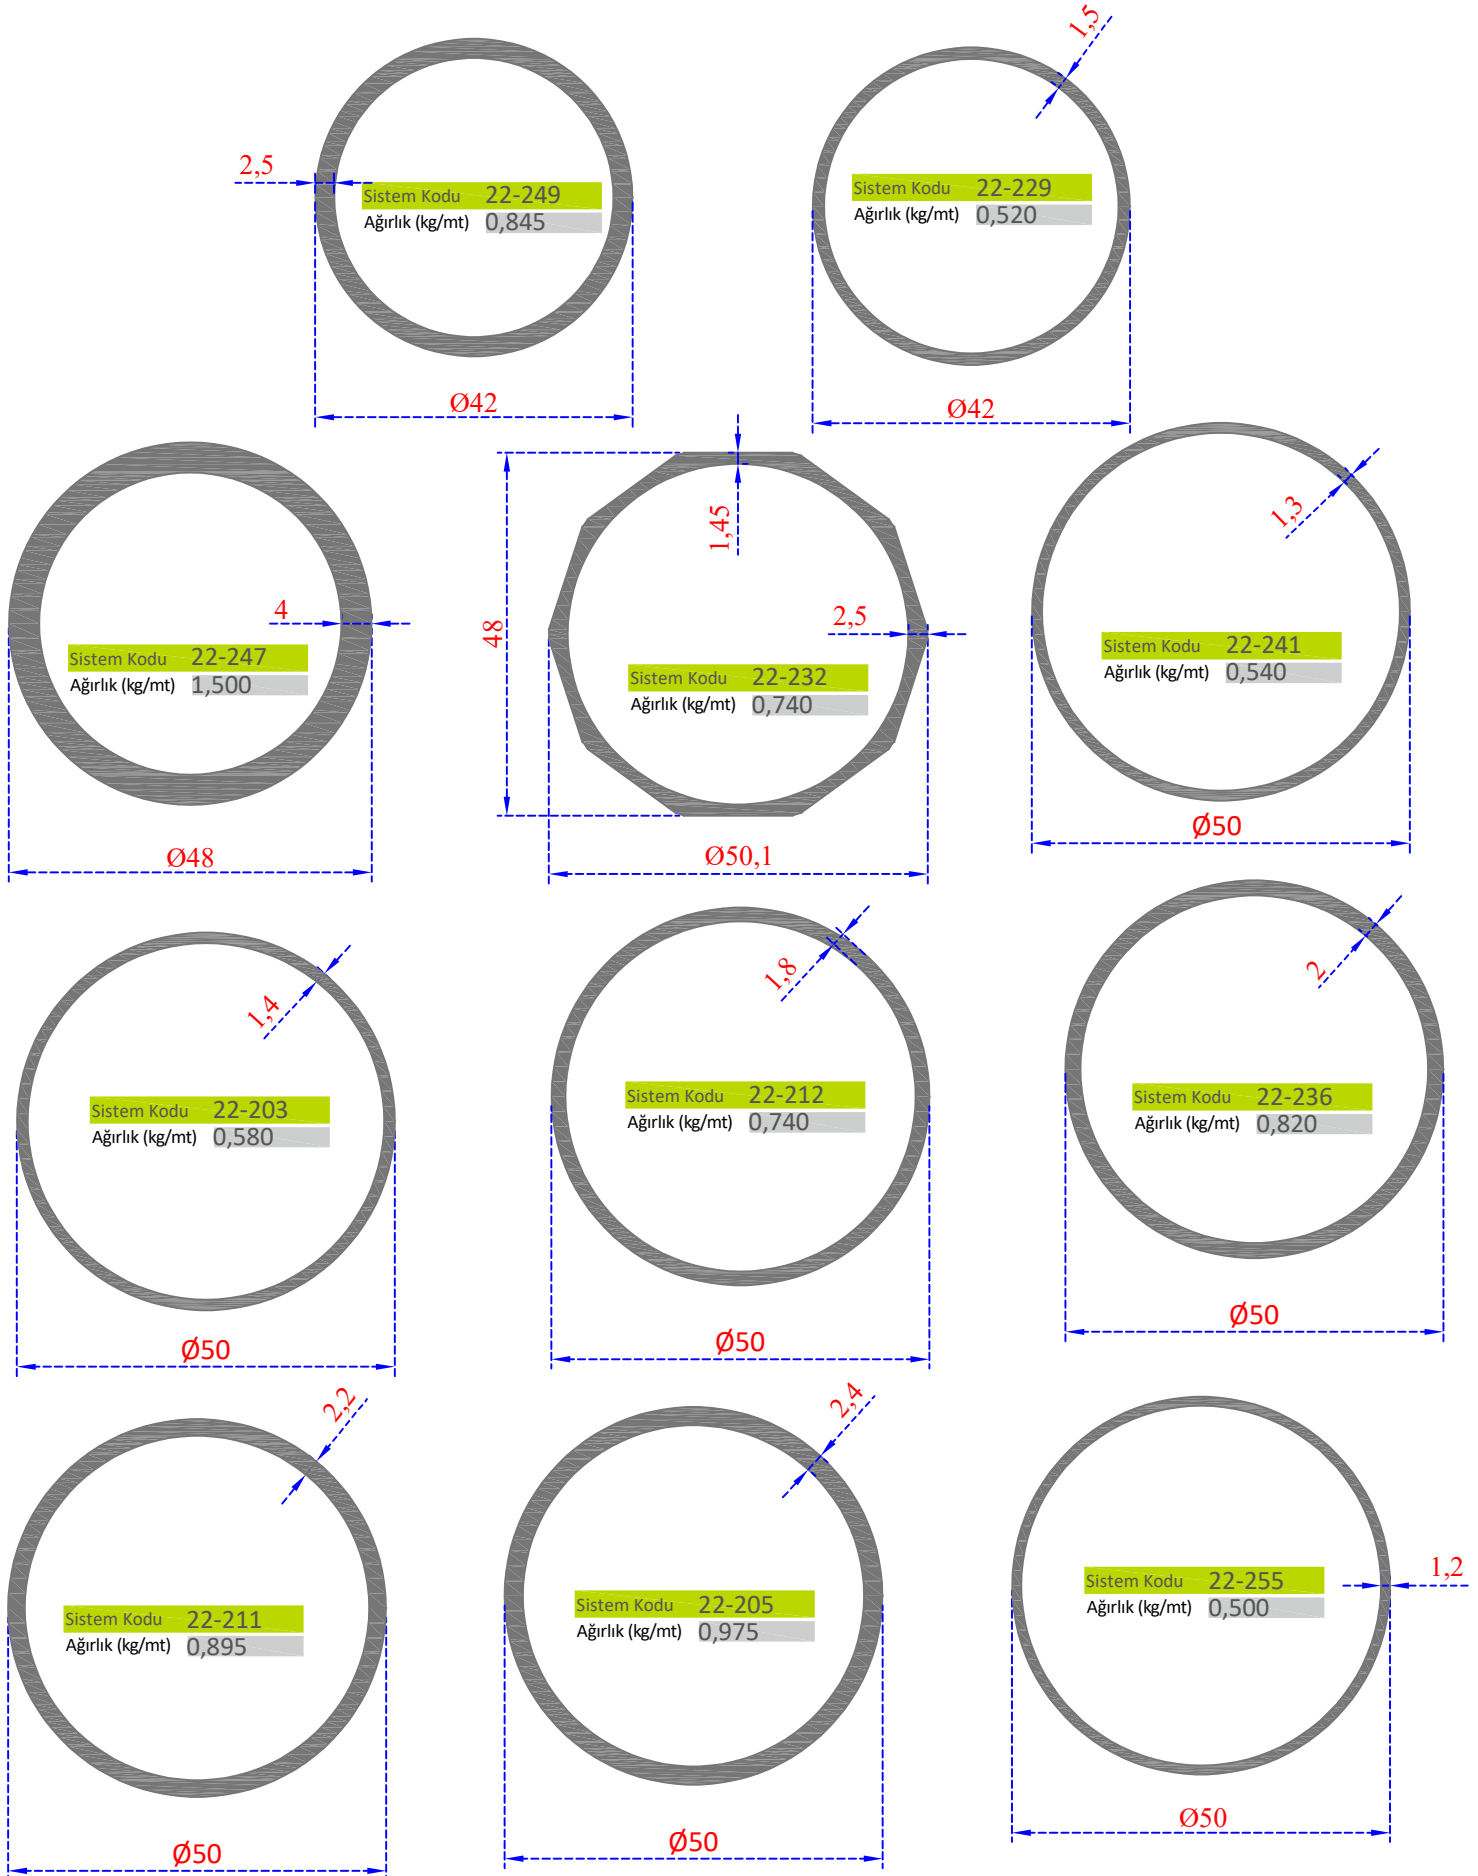 1,5
2,5
Sistem Kodu 22-249
Ağırlık (kg/mt) 0,845
Sistem Kodu 22-229
Ağırlık (kg/mt) 0,520
Ø42
Ø42
1,45
1,3
48
4
2,5
Sistem Kodu 22-247
Ağırlık (kg/mt) 1,500
Sistem Kodu 22-232
Ağırlık (kg/mt) 0,740
Sistem Kodu 22-241
Ağırlık (kg/mt) 0,540
Ø48
Ø50,1
Ø50
1,4
1,8
2
Sistem Kodu 22-203
Ağırlık (kg/mt) 0,580
Sistem Kodu 22-212
Ağırlık (kg/mt) 0,740
Sistem Kodu 22-236
Ağırlık (kg/mt) 0,820
Ø50
Ø50
Ø50
2,2
2,4
1,2
Sistem Kodu 22-211
Ağırlık (kg/mt) 0,895
Sistem Kodu 22-205
Ağırlık (kg/mt) 0,975
Sistem Kodu 22-255
Ağırlık (kg/mt) 0,500
Ø50
Ø50
Ø50